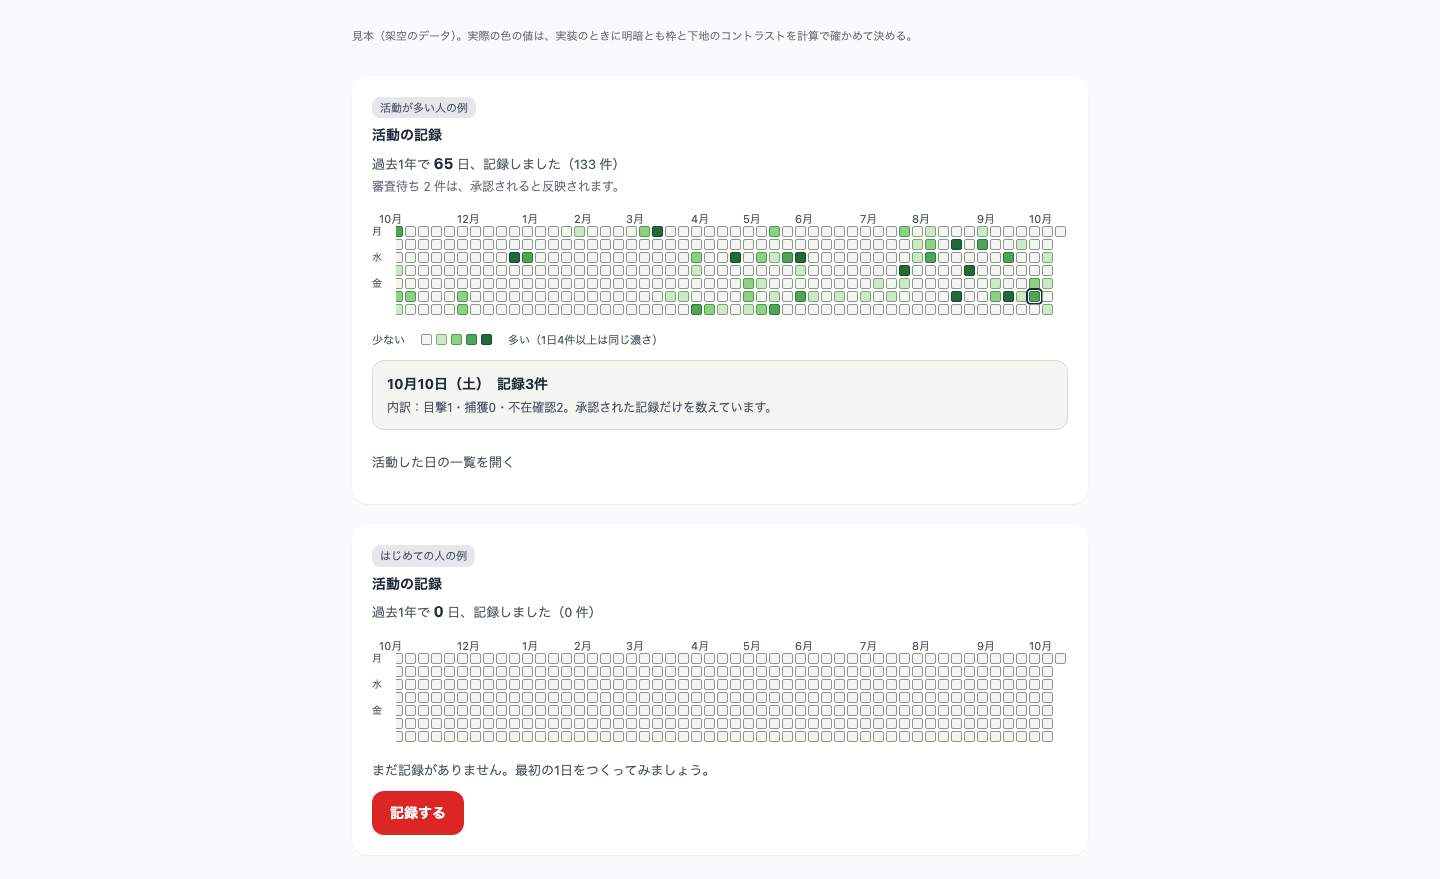 見本（架空のデータ）。実際の色の値は、実装のときに明暗とも枠と下地のコントラストを計算で確かめて決める。
活動が多い人の例
活動の記録
過去1年で 65 日、記録しました（133 件）
審査待ち 2 件は、承認されると反映されます。
10月 12月 1月 2月 3月 4月 5月 6月 7月 8月 9月 10月
月
水
金
少ない 多い（1日4件以上は同じ濃さ）
10月10日（土） 記録3件
内訳：目撃1・捕獲0・不在確認2。承認された記録だけを数えています。
活動した日の一覧を開く
はじめての人の例
活動の記録
過去1年で 0 日、記録しました（0 件）
10月 12月 1月 2月 3月 4月 5月 6月 7月 8月 9月 10月
月
水
金
まだ記録がありません。最初の1日をつくってみましょう。
記録する